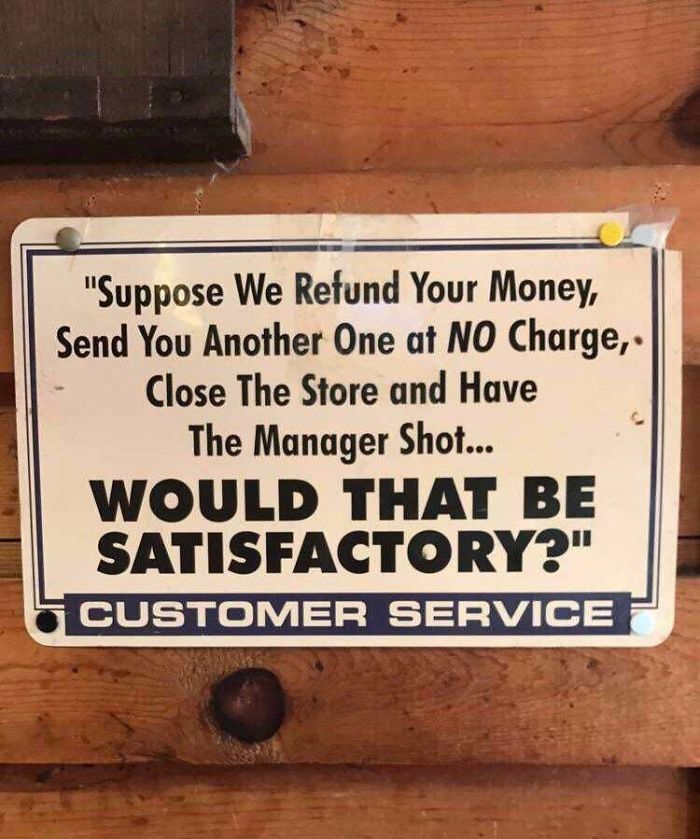 "Suppose We Refund Your Money,
Send You Another One at NO Charge,
Close The Store and Have
The Manager Shot...
WOULD THAT BE
SATISFACTORY?"
CUSTOMER SERVICE